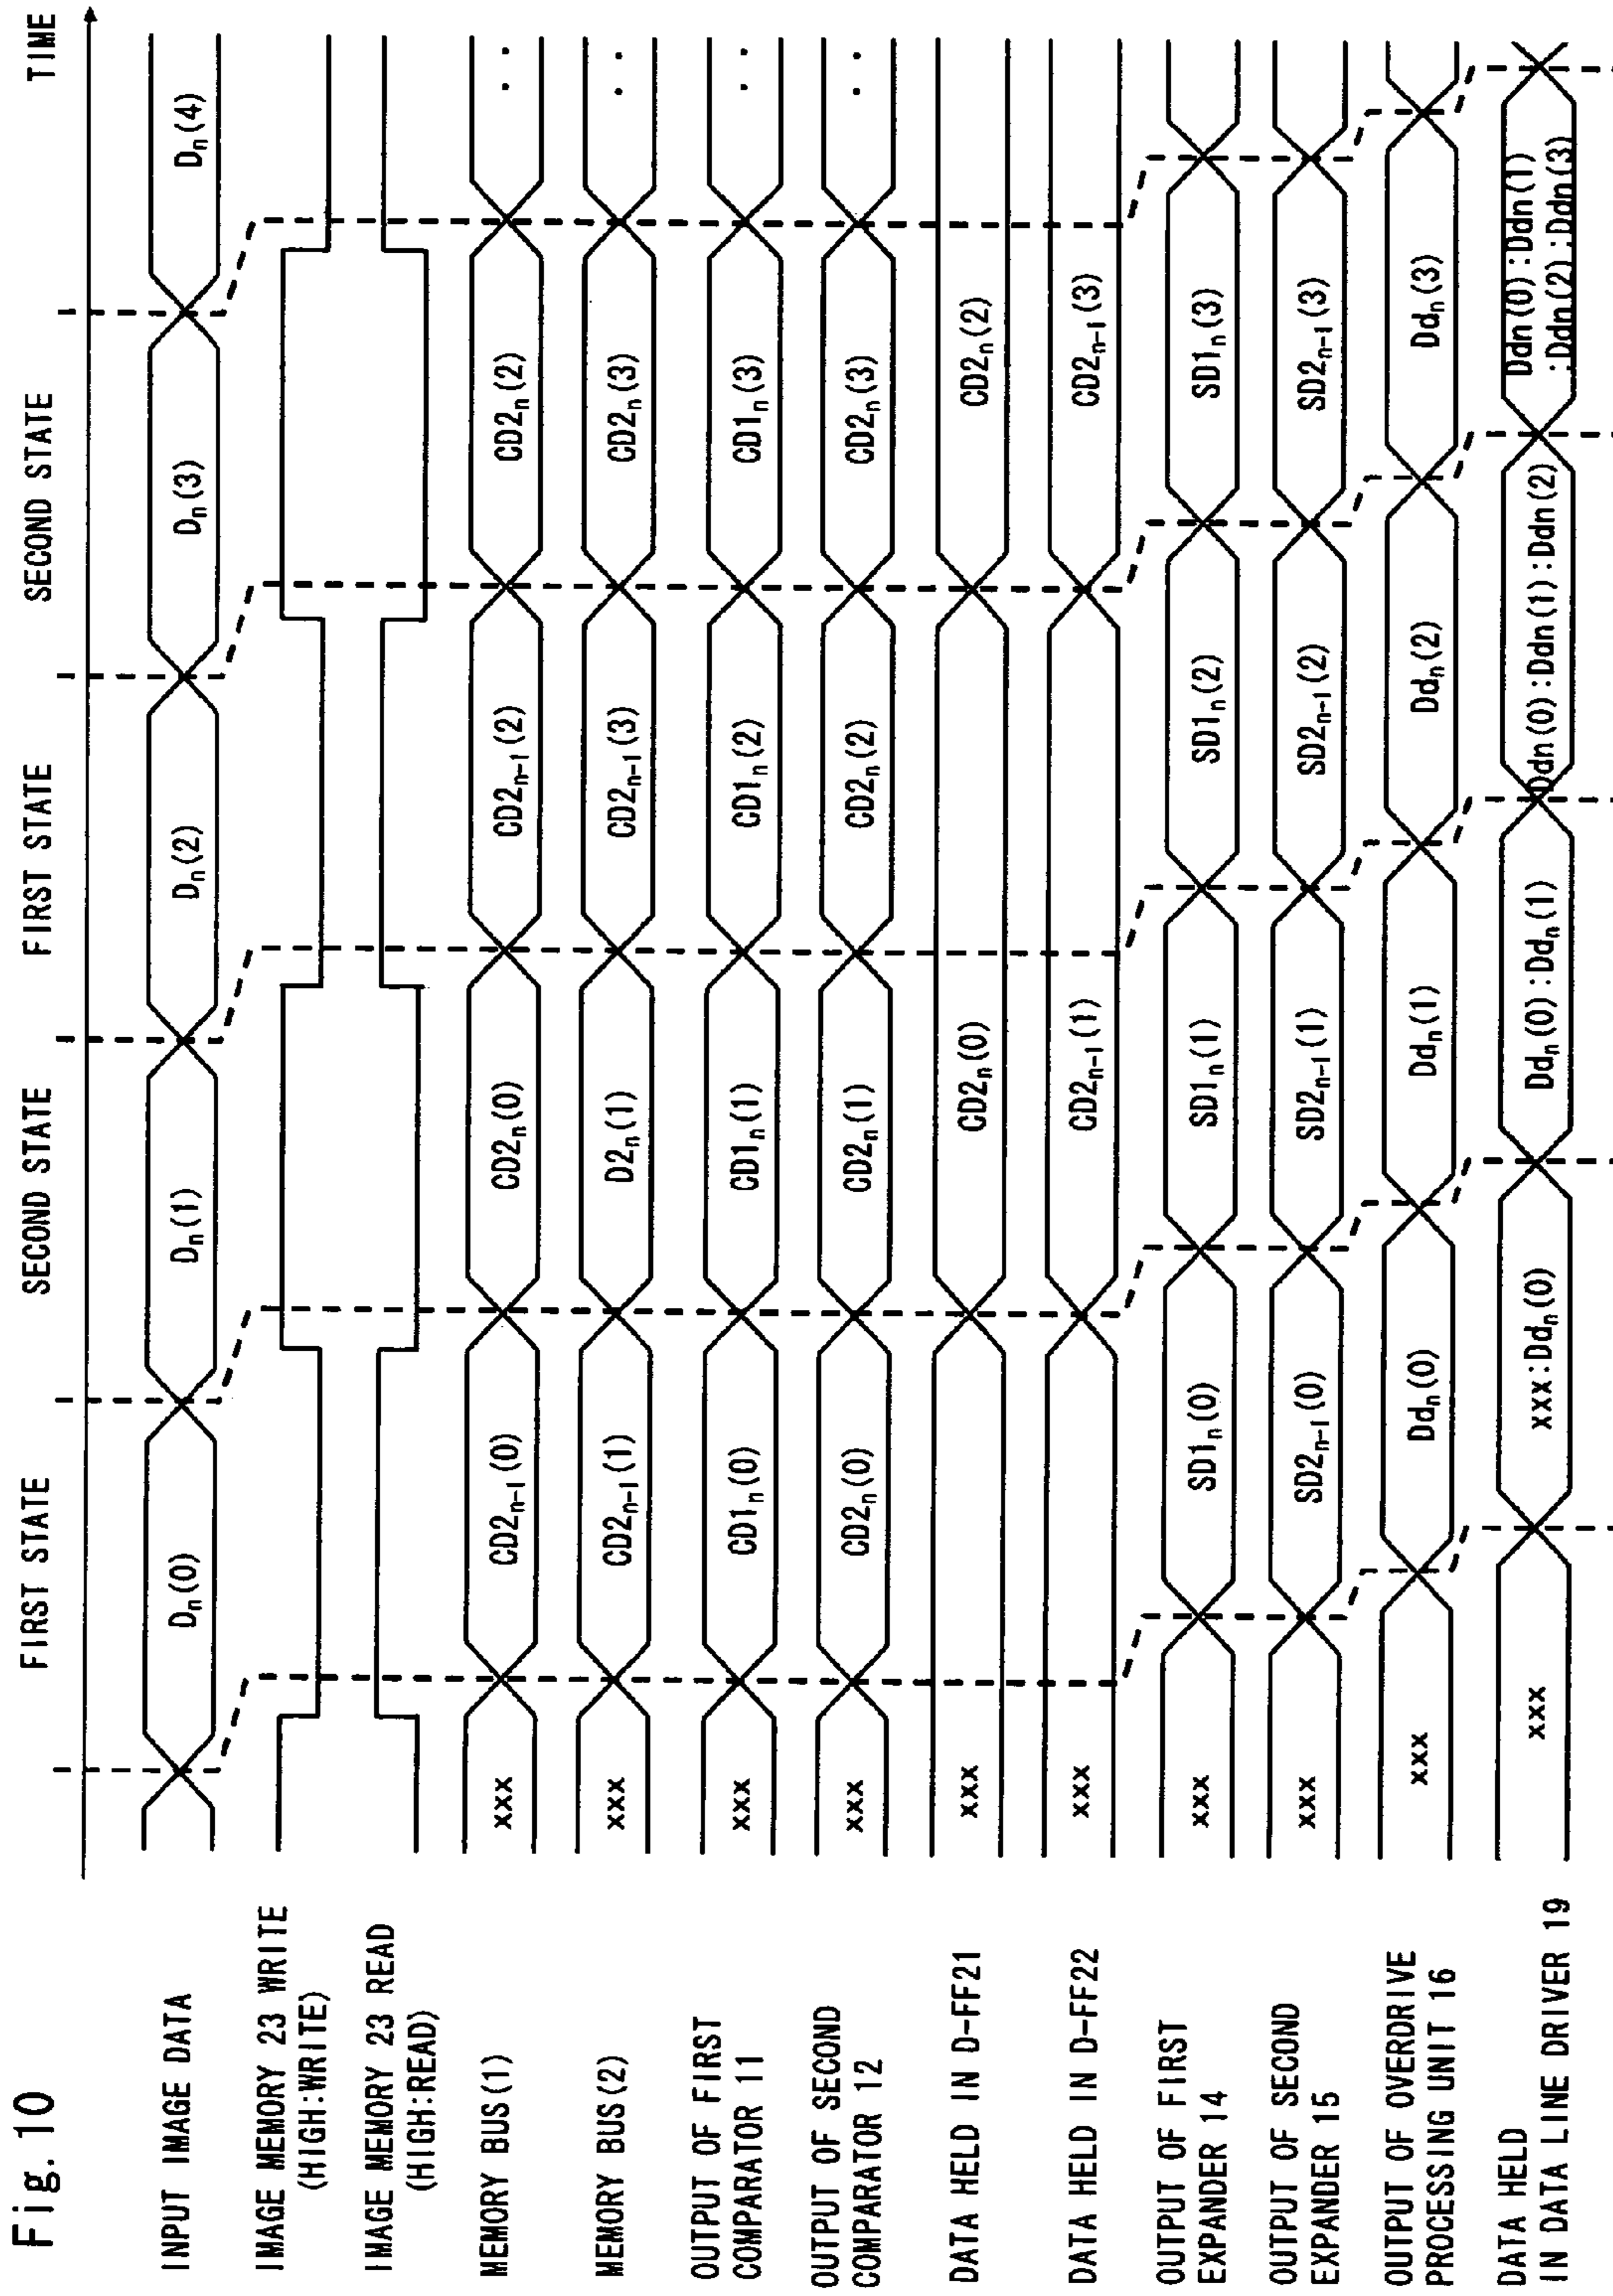 Fig. 10
FIRST STATE SECOND STATE FIRST STATE SECOND STATE TIME
INPUT IMAGE DATA Dn(0) Dn(1) Dn(2) Dn(3) Dn(4)
IMAGE MEMORY 23 WRITE
(HIGH:WRITE)
IMAGE MEMORY 23 READ
(HIGH:READ)
MEMORY BUS(1) xxx CD2n-1(0) CD2n(0) CD2n-1(2) CD2n(2) ..
MEMORY BUS(2) xxx CD2n-1(1) D2n(1) CD2n-1(3) CD2n(3) ..
OUTPUT OF FIRST
COMPARATOR 11 xxx CD1n(0) CD1n(1) CD1n(2) CD1n(3) ..
OUTPUT OF SECOND
COMPARATOR 12 xxx CD2n(0) CD2n(1) CD2n(2) CD2n(3) ..
DATA HELD IN D-FF21 xxx CD2n(0) CD2n(2)
DATA HELD IN D-FF22 xxx CD2n-1(1) CD2n-1(3)
OUTPUT OF FIRST
EXPANDER 14 xxx SD1n(0) SD1n(1) SD1n(2) SD1n(3)
OUTPUT OF SECOND
EXPANDER 15 xxx SD2n-1(0) SD2n-1(1) SD2n-1(2) SD2n-1(3)
OUTPUT OF OVERDRIVE
PROCESSING UNIT 16 xxx Ddn(0) Ddn(1) Ddn(2) Ddn(3)
DATA HELD
IN DATA LINE DRIVER 19 xxx xxx:Ddn(0) Ddn(0):Ddn(1) Ddn(0):Ddn(1):Ddn(2) Ddn(0):Ddn(1)
:Ddn(2):Ddn(3)